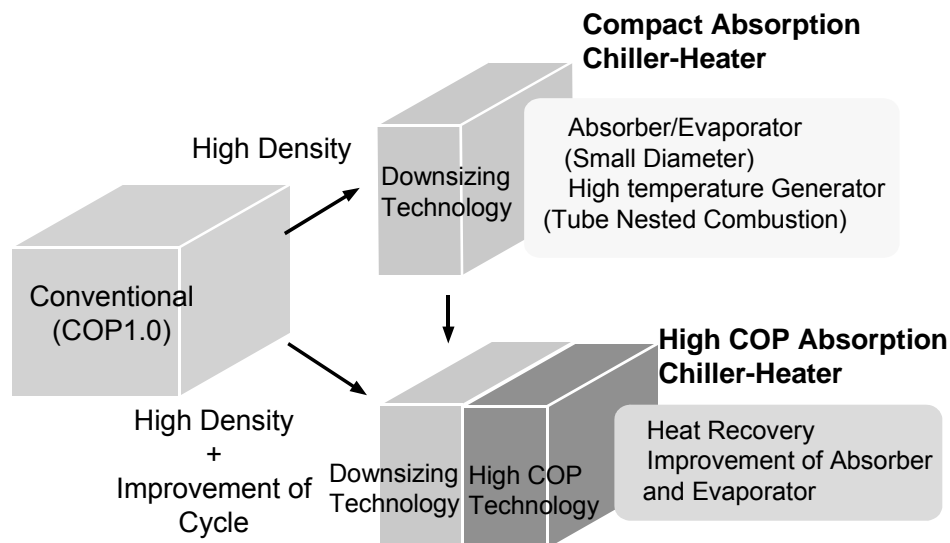 Compact Absorption
Chiller-Heater
High Density
Absorber/Evaporator
(Small Diameter)
High temperature Generator
(Tube Nested Combustion)
Downsizing
Technology
Conventional
(COP1.0)
High COP Absorption
Chiller-Heater
High Density
+
Improvement of
Cycle
Downsizing
Technology
High COP
Technology
Heat Recovery
Improvement of Absorber
and Evaporator